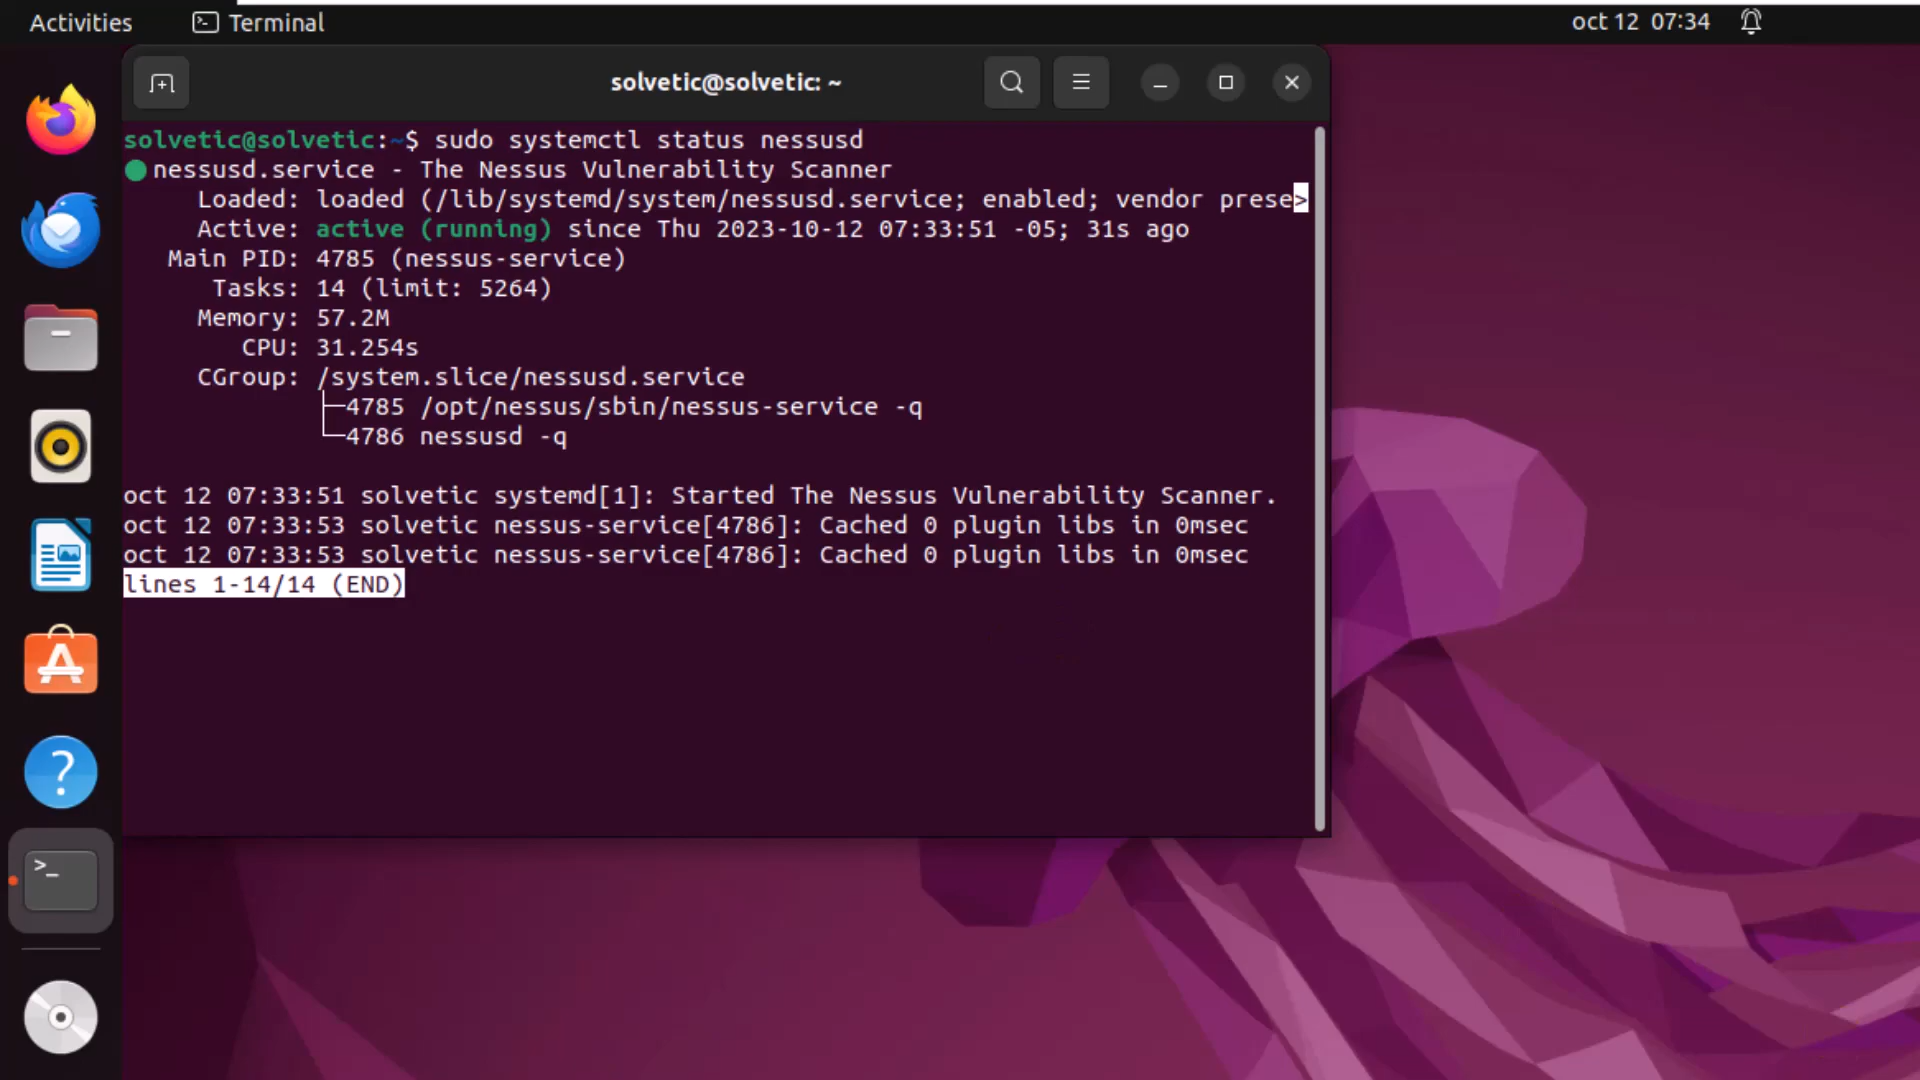 Activities
Terminal
oct 12 07:34
solvetic@solvetic: ~
solvetic@solvetic:~$ sudo systemctl status nessusd
nessusd.service - The Nessus Vulnerability Scanner
Loaded: loaded (/lib/systemd/system/nessusd.service; enabled; vendor prese>
Active: active (running) since Thu 2023-10-12 07:33:51 -05; 31s ago
Main PID: 4785 (nessus-service)
Tasks: 14 (limit: 5264)
Memory: 57.2M
CPU: 31.254s
CGroup: /system.slice/nessusd.service
├─4785 /opt/nessus/sbin/nessus-service -q
└─4786 nessusd -q
oct 12 07:33:51 solvetic systemd[1]: Started The Nessus Vulnerability Scanner.
oct 12 07:33:53 solvetic nessus-service[4786]: Cached 0 plugin libs in 0msec
oct 12 07:33:53 solvetic nessus-service[4786]: Cached 0 plugin libs in 0msec
lines 1-14/14 (END)